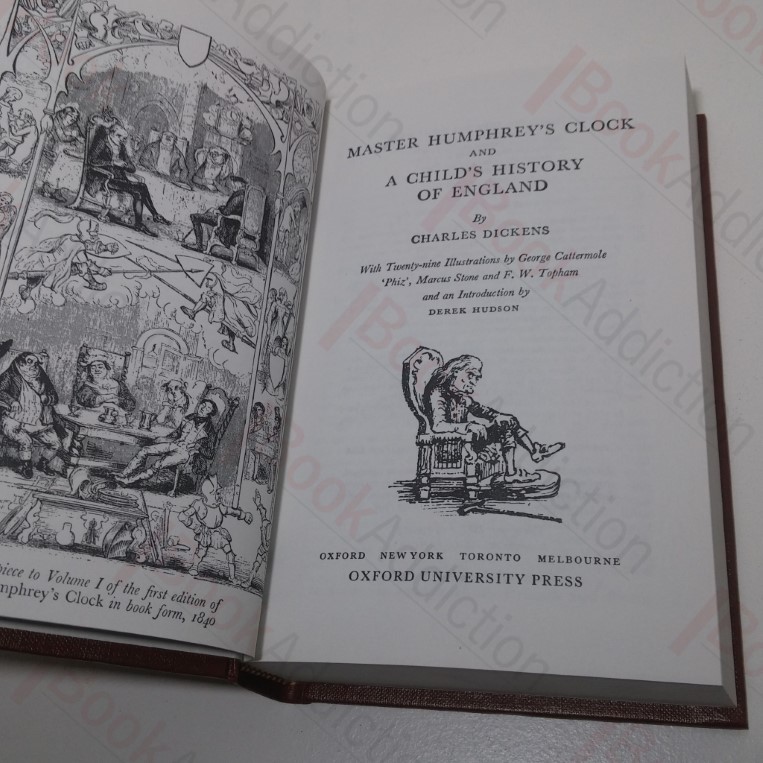 piece to Volume I of the first edition of
Humphrey's Clock in book form, 1840
MASTER HUMPHREY'S CLOCK
AND
A CHILD'S HISTORY
OF ENGLAND
By
CHARLES DICKENS
With Twenty-nine Illustrations by George Cattermole
'Phiz', Marcus Stone and F. W. Topham
and an Introduction by
DEREK HUDSON
OXFORD NEW YORK TORONTO MELBOURNE
OXFORD UNIVERSITY PRESS
BookAddiction